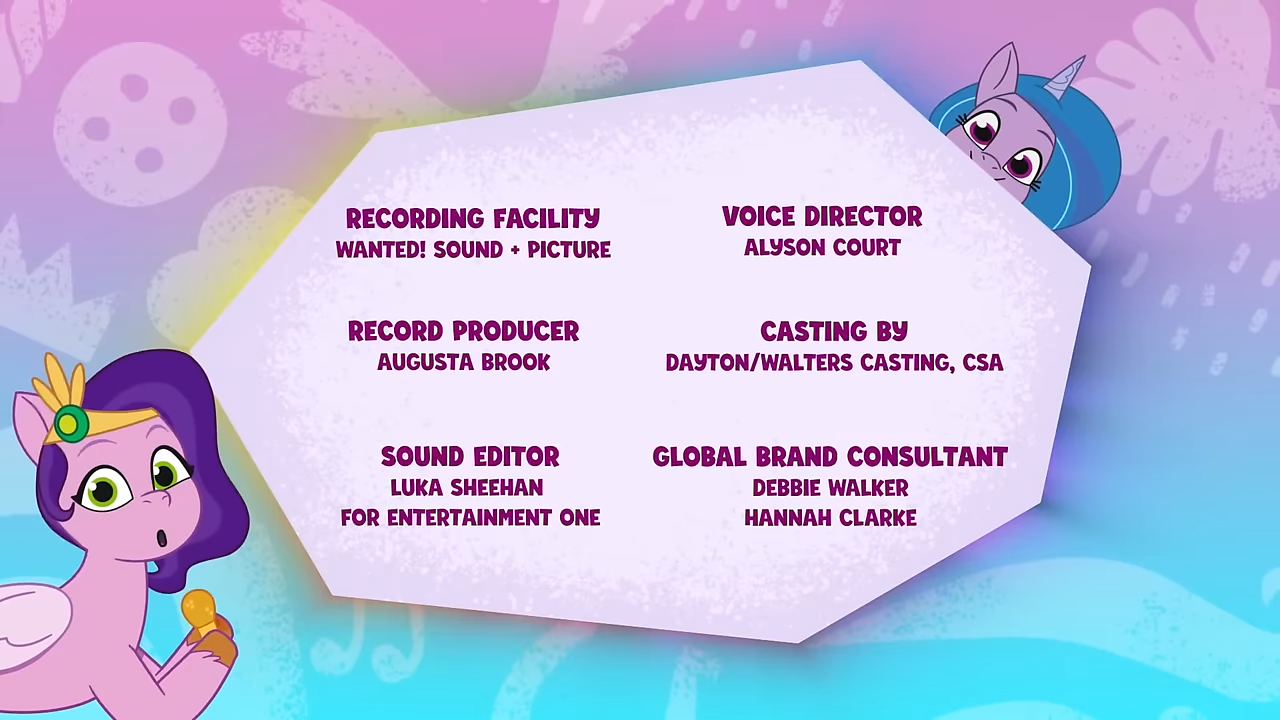 RECORDING FACILITY
WANTED! SOUND + PICTURE
VOICE DIRECTOR
ALYSON COURT
RECORD PRODUCER
AUGUSTA BROOK
CASTING BY
DAYTON/WALTERS CASTING, CSA
SOUND EDITOR
LUKA SHEEHAN
FOR ENTERTAINMENT ONE
GLOBAL BRAND CONSULTANT
DEBBIE WALKER
HANNAH CLARKE